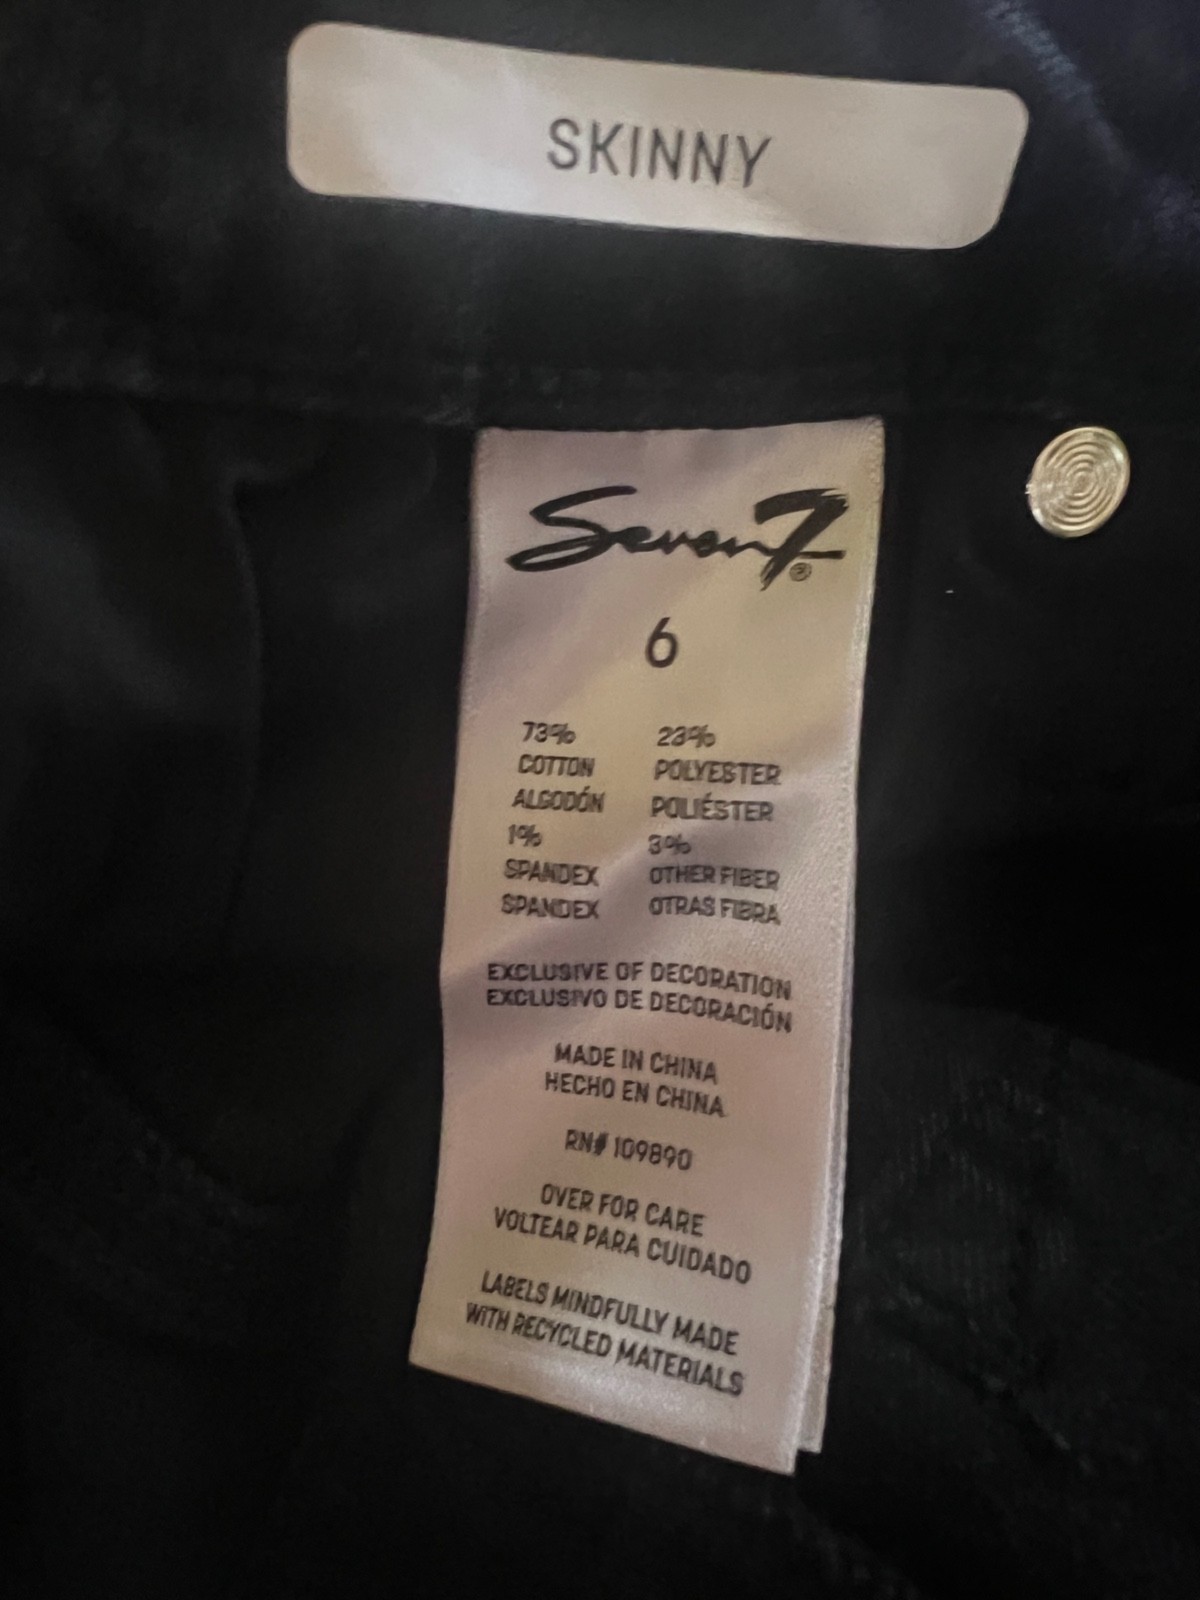 SKINNY
Seven7®
6
73% 23%
COTTON POLYESTER
ALGODÓN POLIÉSTER
1% 3%
SPANDEX OTHER FIBER
SPANDEX OTRAS FIBRA
EXCLUSIVE OF DECORATION
EXCLUSIVO DE DECORACIÓN
MADE IN CHINA
HECHO EN CHINA
RN# 109890
OVER FOR CARE
VOLTEAR PARA CUIDADO
LABELS MINDFULLY MADE
WITH RECYCLED MATERIALS